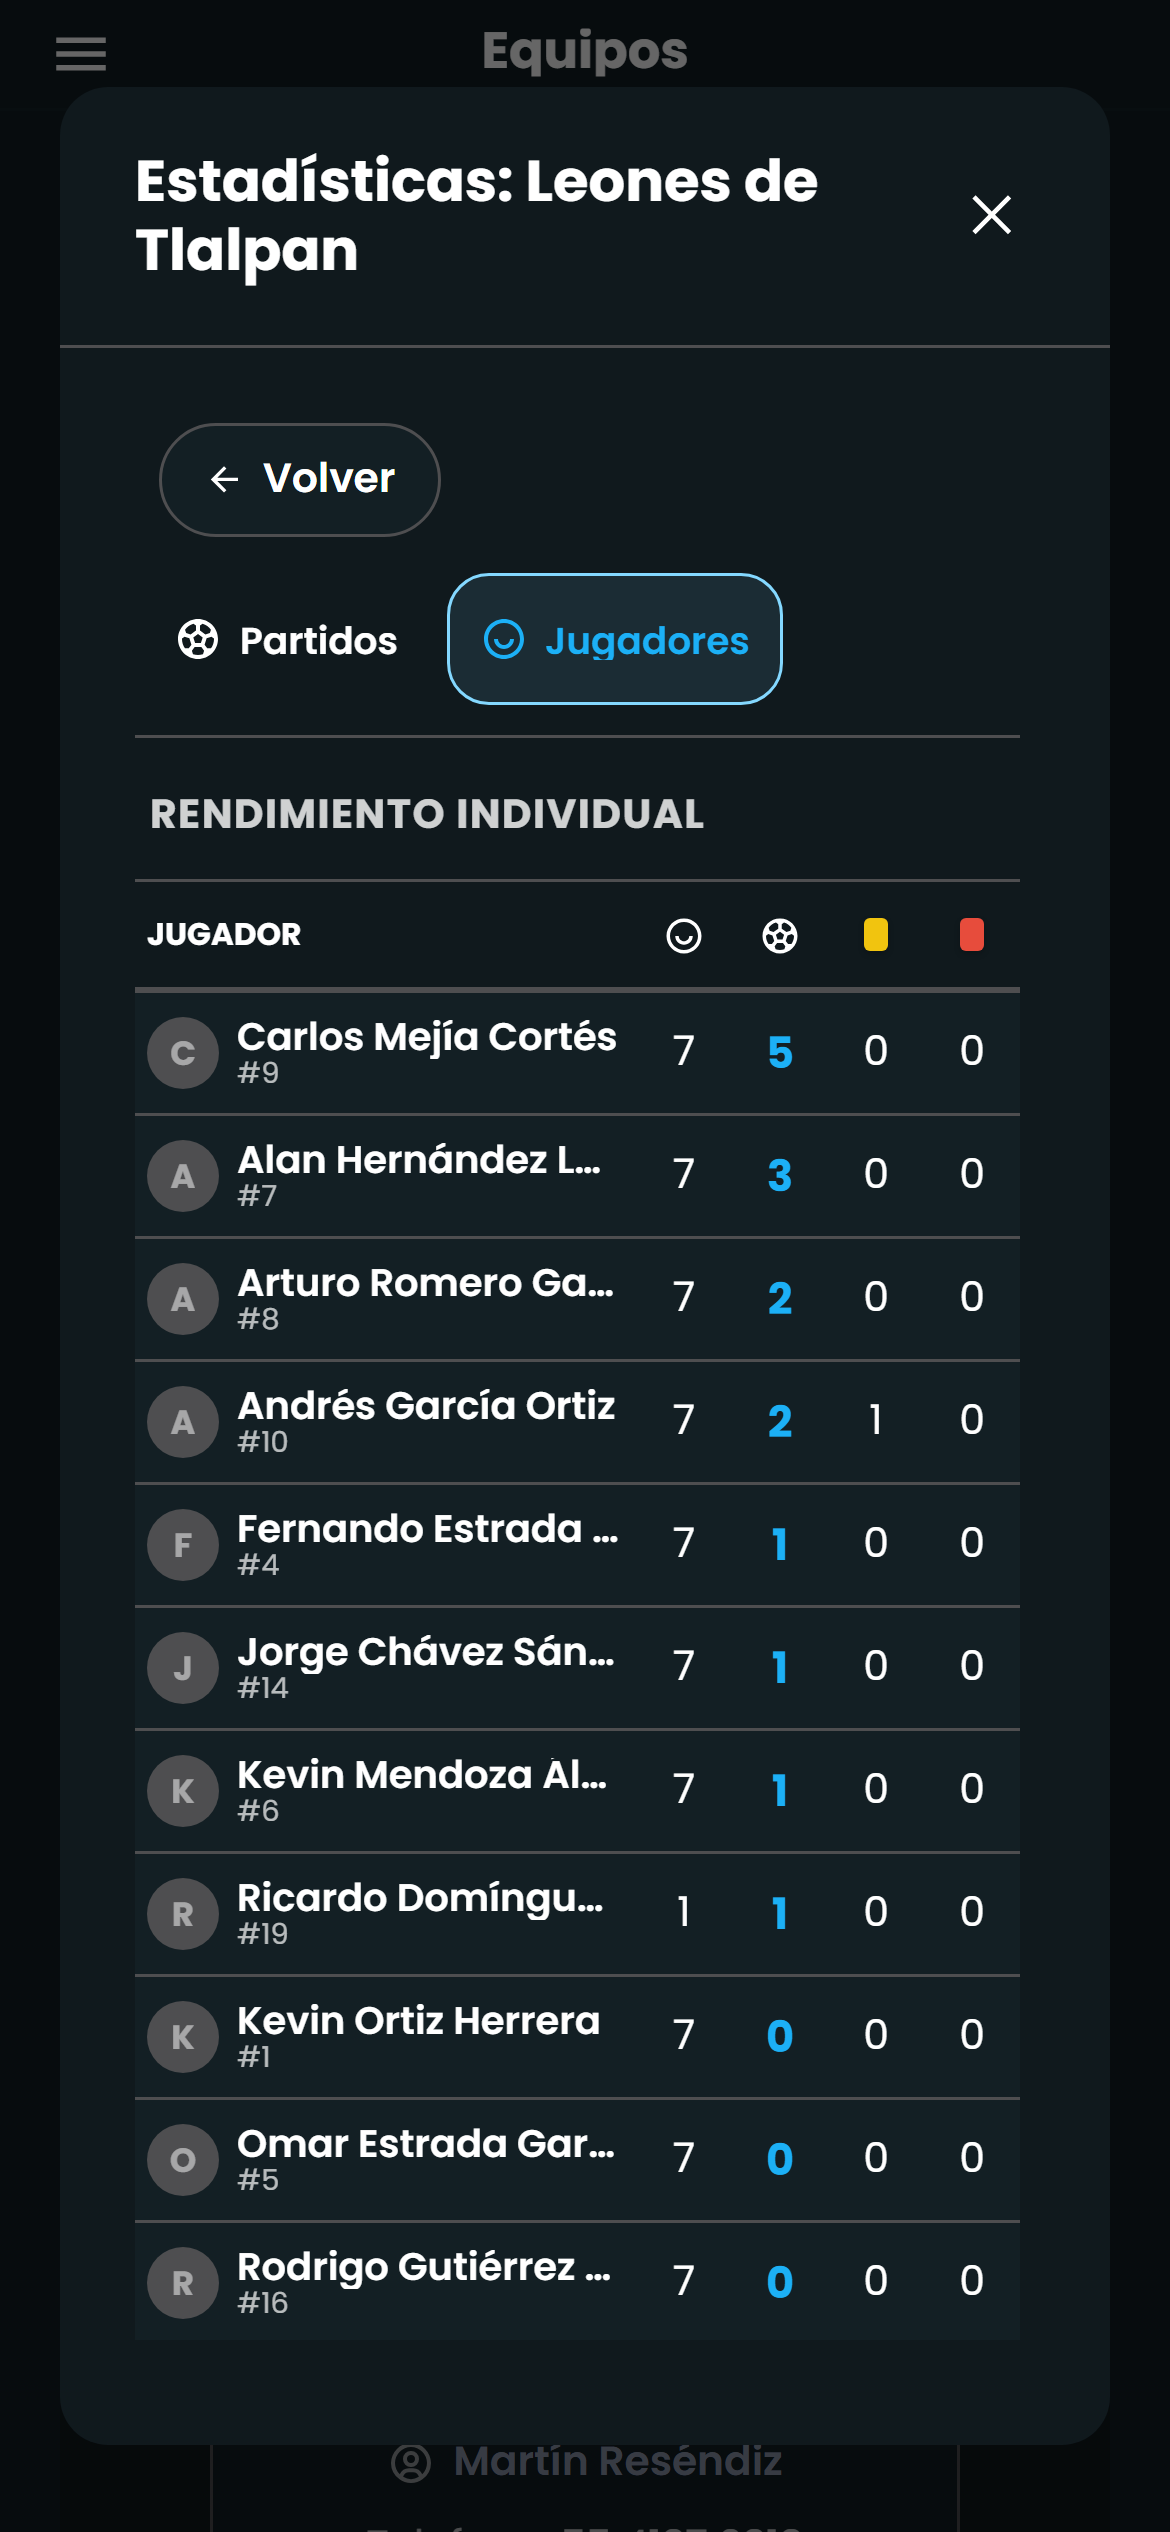 Equipos
Estadísticas: Leones de
Tlalpan
Volver
Partidos
Jugadores
RENDIMIENTO INDIVIDUAL
JUGADOR
C Carlos Mejía Cortés 7 5 0 0
#9
A Alan Hernández L... 7 3 0 0
#7
A Arturo Romero Ga... 7 2 0 0
#8
A Andrés García Ortiz 7 2 1 0
#10
F Fernando Estrada ... 7 1 0 0
#4
J Jorge Chávez Sán... 7 1 0 0
#14
K Kevin Mendoza Ál... 7 1 0 0
#6
R Ricardo Domíngu... 1 1 0 0
#19
K Kevin Ortiz Herrera 7 0 0 0
#1
O Omar Estrada Gar... 7 0 0 0
#5
R Rodrigo Gutiérrez ... 7 0 0 0
#16
Martín Reséndiz